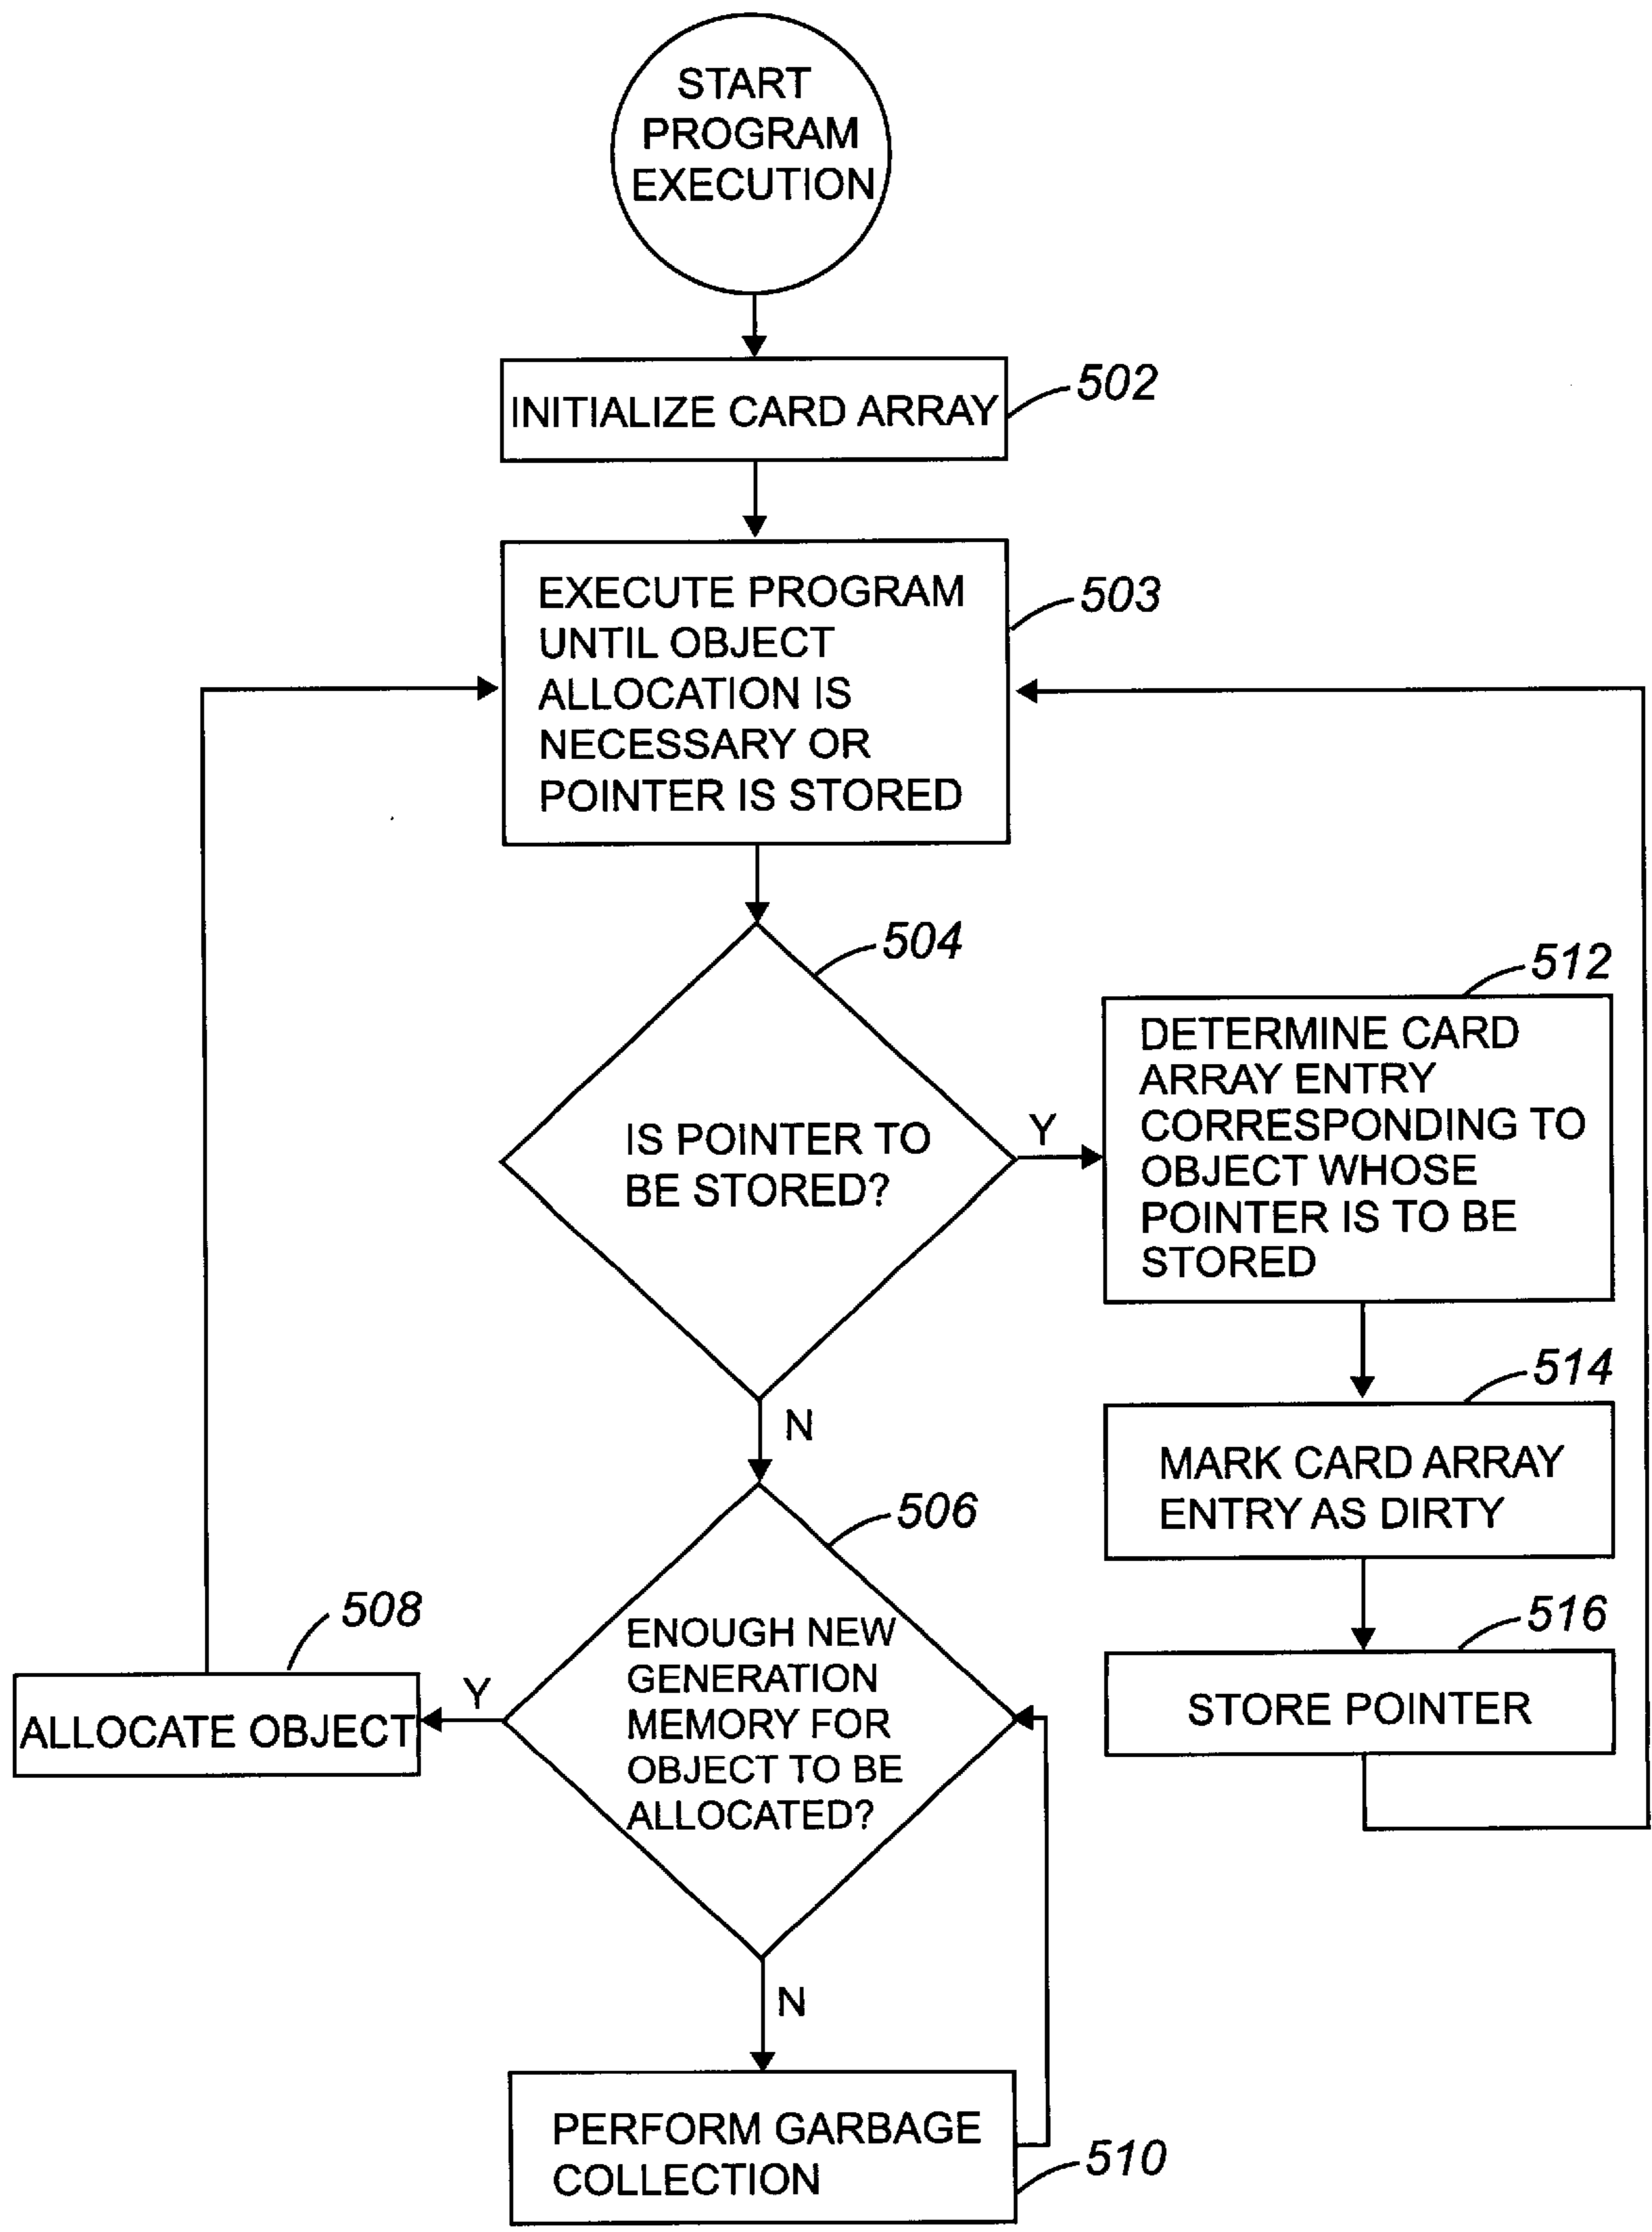 START
PROGRAM
EXECUTION
INITIALIZE CARD ARRAY
502
EXECUTE PROGRAM
UNTIL OBJECT
ALLOCATION IS
NECESSARY OR
POINTER IS STORED
503
504
IS POINTER TO
BE STORED?
Y
N
512
DETERMINE CARD
ARRAY ENTRY
CORRESPONDING TO
OBJECT WHOSE
POINTER IS TO BE
STORED
514
MARK CARD ARRAY
ENTRY AS DIRTY
516
STORE POINTER
506
ENOUGH NEW
GENERATION
MEMORY FOR
OBJECT TO BE
ALLOCATED?
Y
508
ALLOCATE OBJECT
N
PERFORM GARBAGE
COLLECTION
510